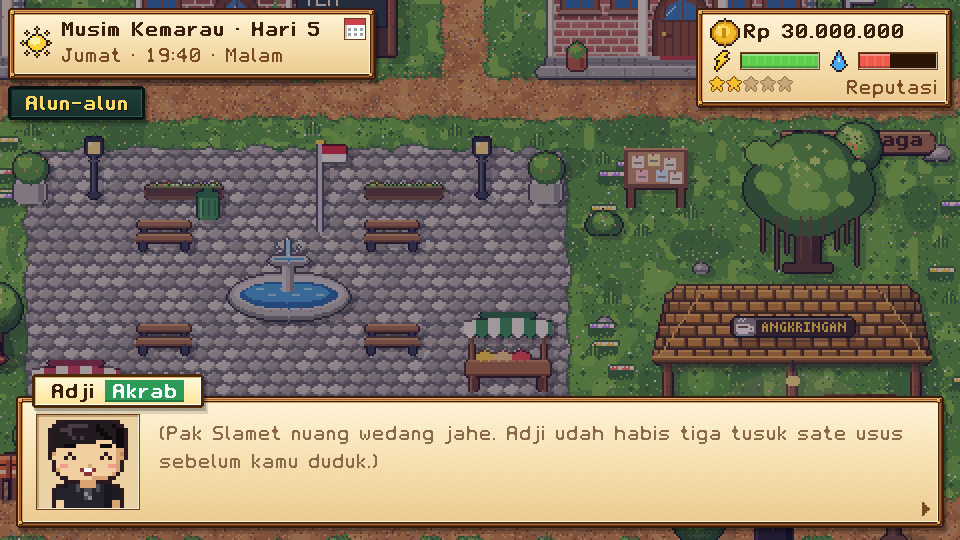 Musim Kemarau · Hari 5
Jumat · 19:40 · Malam
Rp 30.000.000
Reputasi
Alun-alun
aga
ANGKRINGAN
Adji Akrab
(Pak Slamet nuang wedang jahe. Adji udah habis tiga tusuk sate usus
sebelum kamu duduk.)